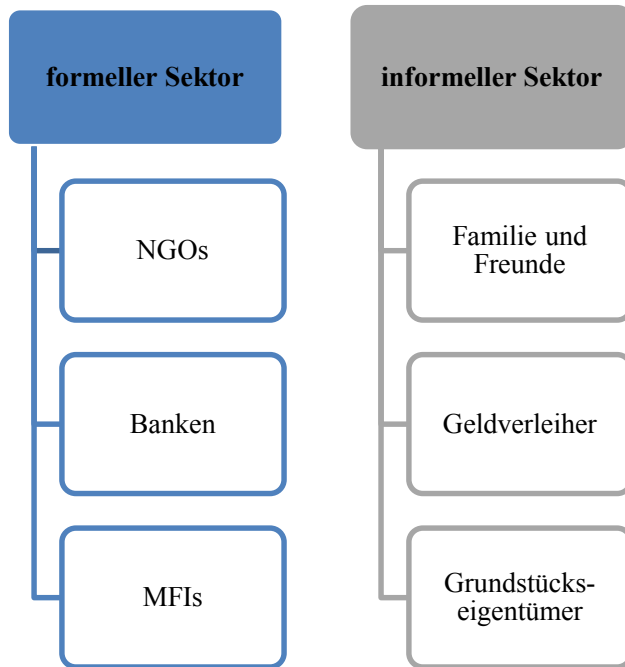 formeller Sektor
NGOs
Banken
MFIs
informeller Sektor
Familie und
Freunde
Geldverleiher
Grundstücks-
eigentümer